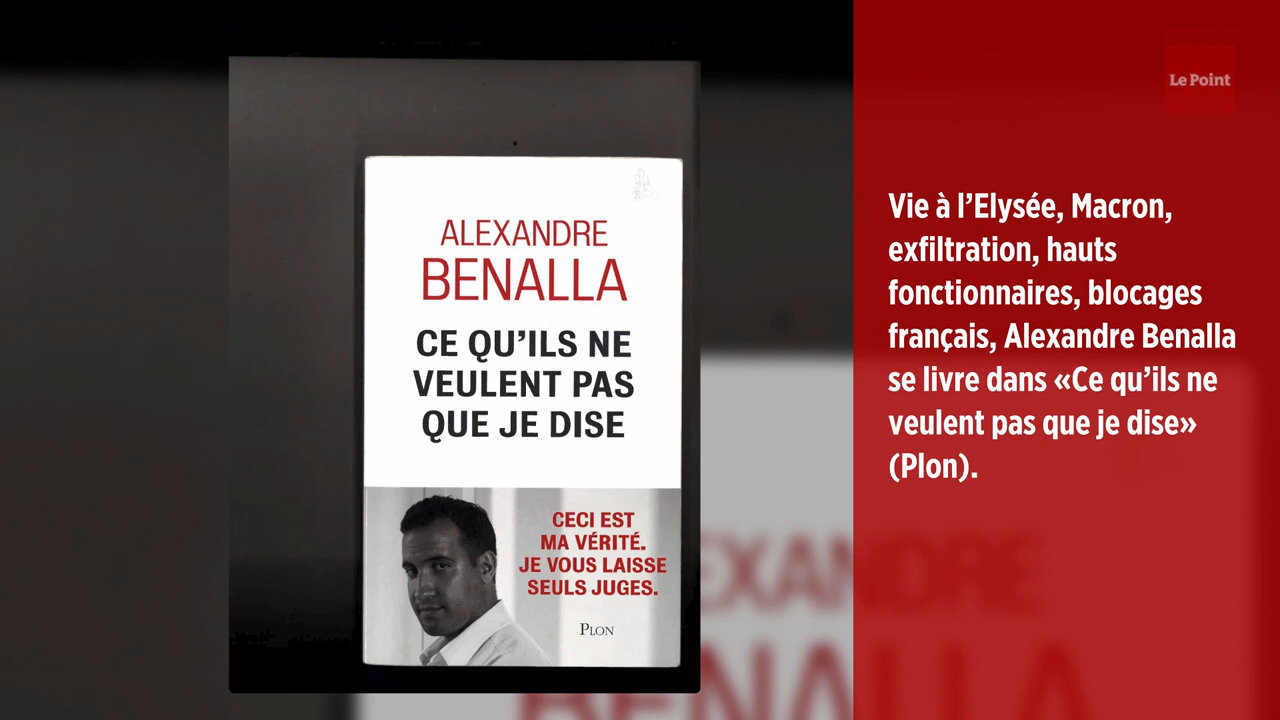 ALEXANDRE
BENALLA
CE QU'ILS NE
VEULENT PAS
QUE JE DISE
CECI EST
MA VÉRITÉ.
JE VOUS LAISSE
SEULS JUGES.
PLON
Le Point
Vie à l'Elysée, Macron,
exfiltration, hauts
fonctionnaires, blocages
français, Alexandre Benalla
se livre dans «Ce qu'ils ne
veulent pas que je dise»
(Plon).
EXANDRE
BENALLA